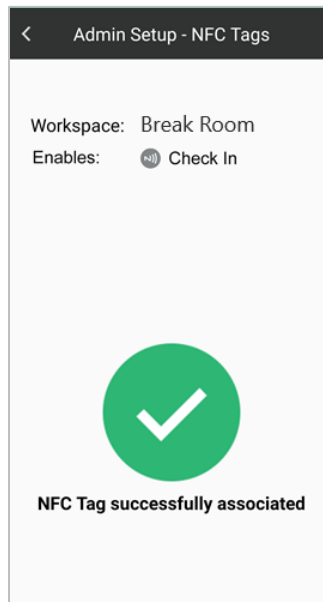 Admin Setup - NFC Tags
Workspace: Break Room
Enables: Check In
NFC Tag successfully associated